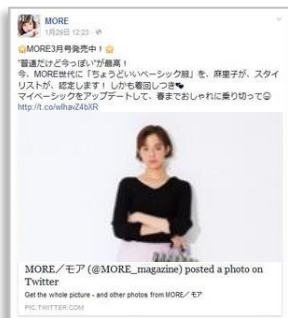 MORE
1月28日 12:23
MORE3月号発売中！
“普通だけど今っぽい”が最高！
今、MORE世代に「ちょうどいいベーシック服」を、麻里子が、スタイ
リストが、認定します！ しかも着回しつき
マイベーシックをアップデートして、春までおしゃれに乗り切って
http://t.co/wlhavZ4bXR
MORE／モア (@MORE_magazine) posted a photo on
Twitter
Get the whole picture - and other photos from MORE／モア
PIC.TWITTER.COM